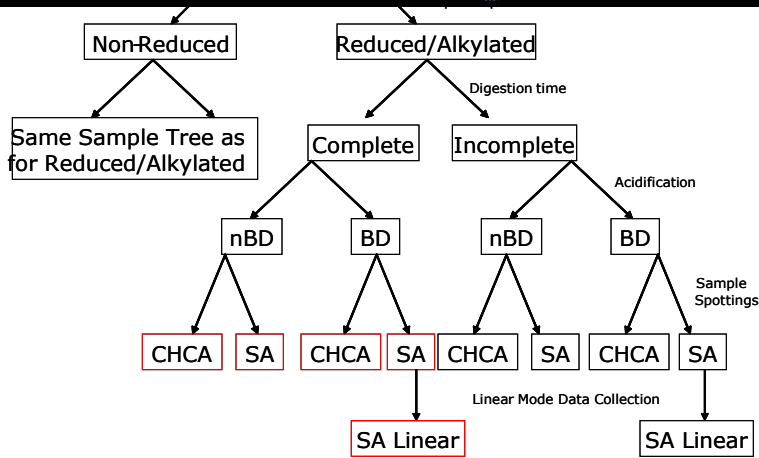 Non-Reduced
Reduced/Alkylated
Digestion time
Same Sample Tree as
for Reduced/Alkylated
Complete
Incomplete
Acidification
nBD
BD
nBD
BD
Sample
Spottings
CHCA
SA
CHCA
SA
CHCA
SA
CHCA
SA
Linear Mode Data Collection
SA Linear
SA Linear